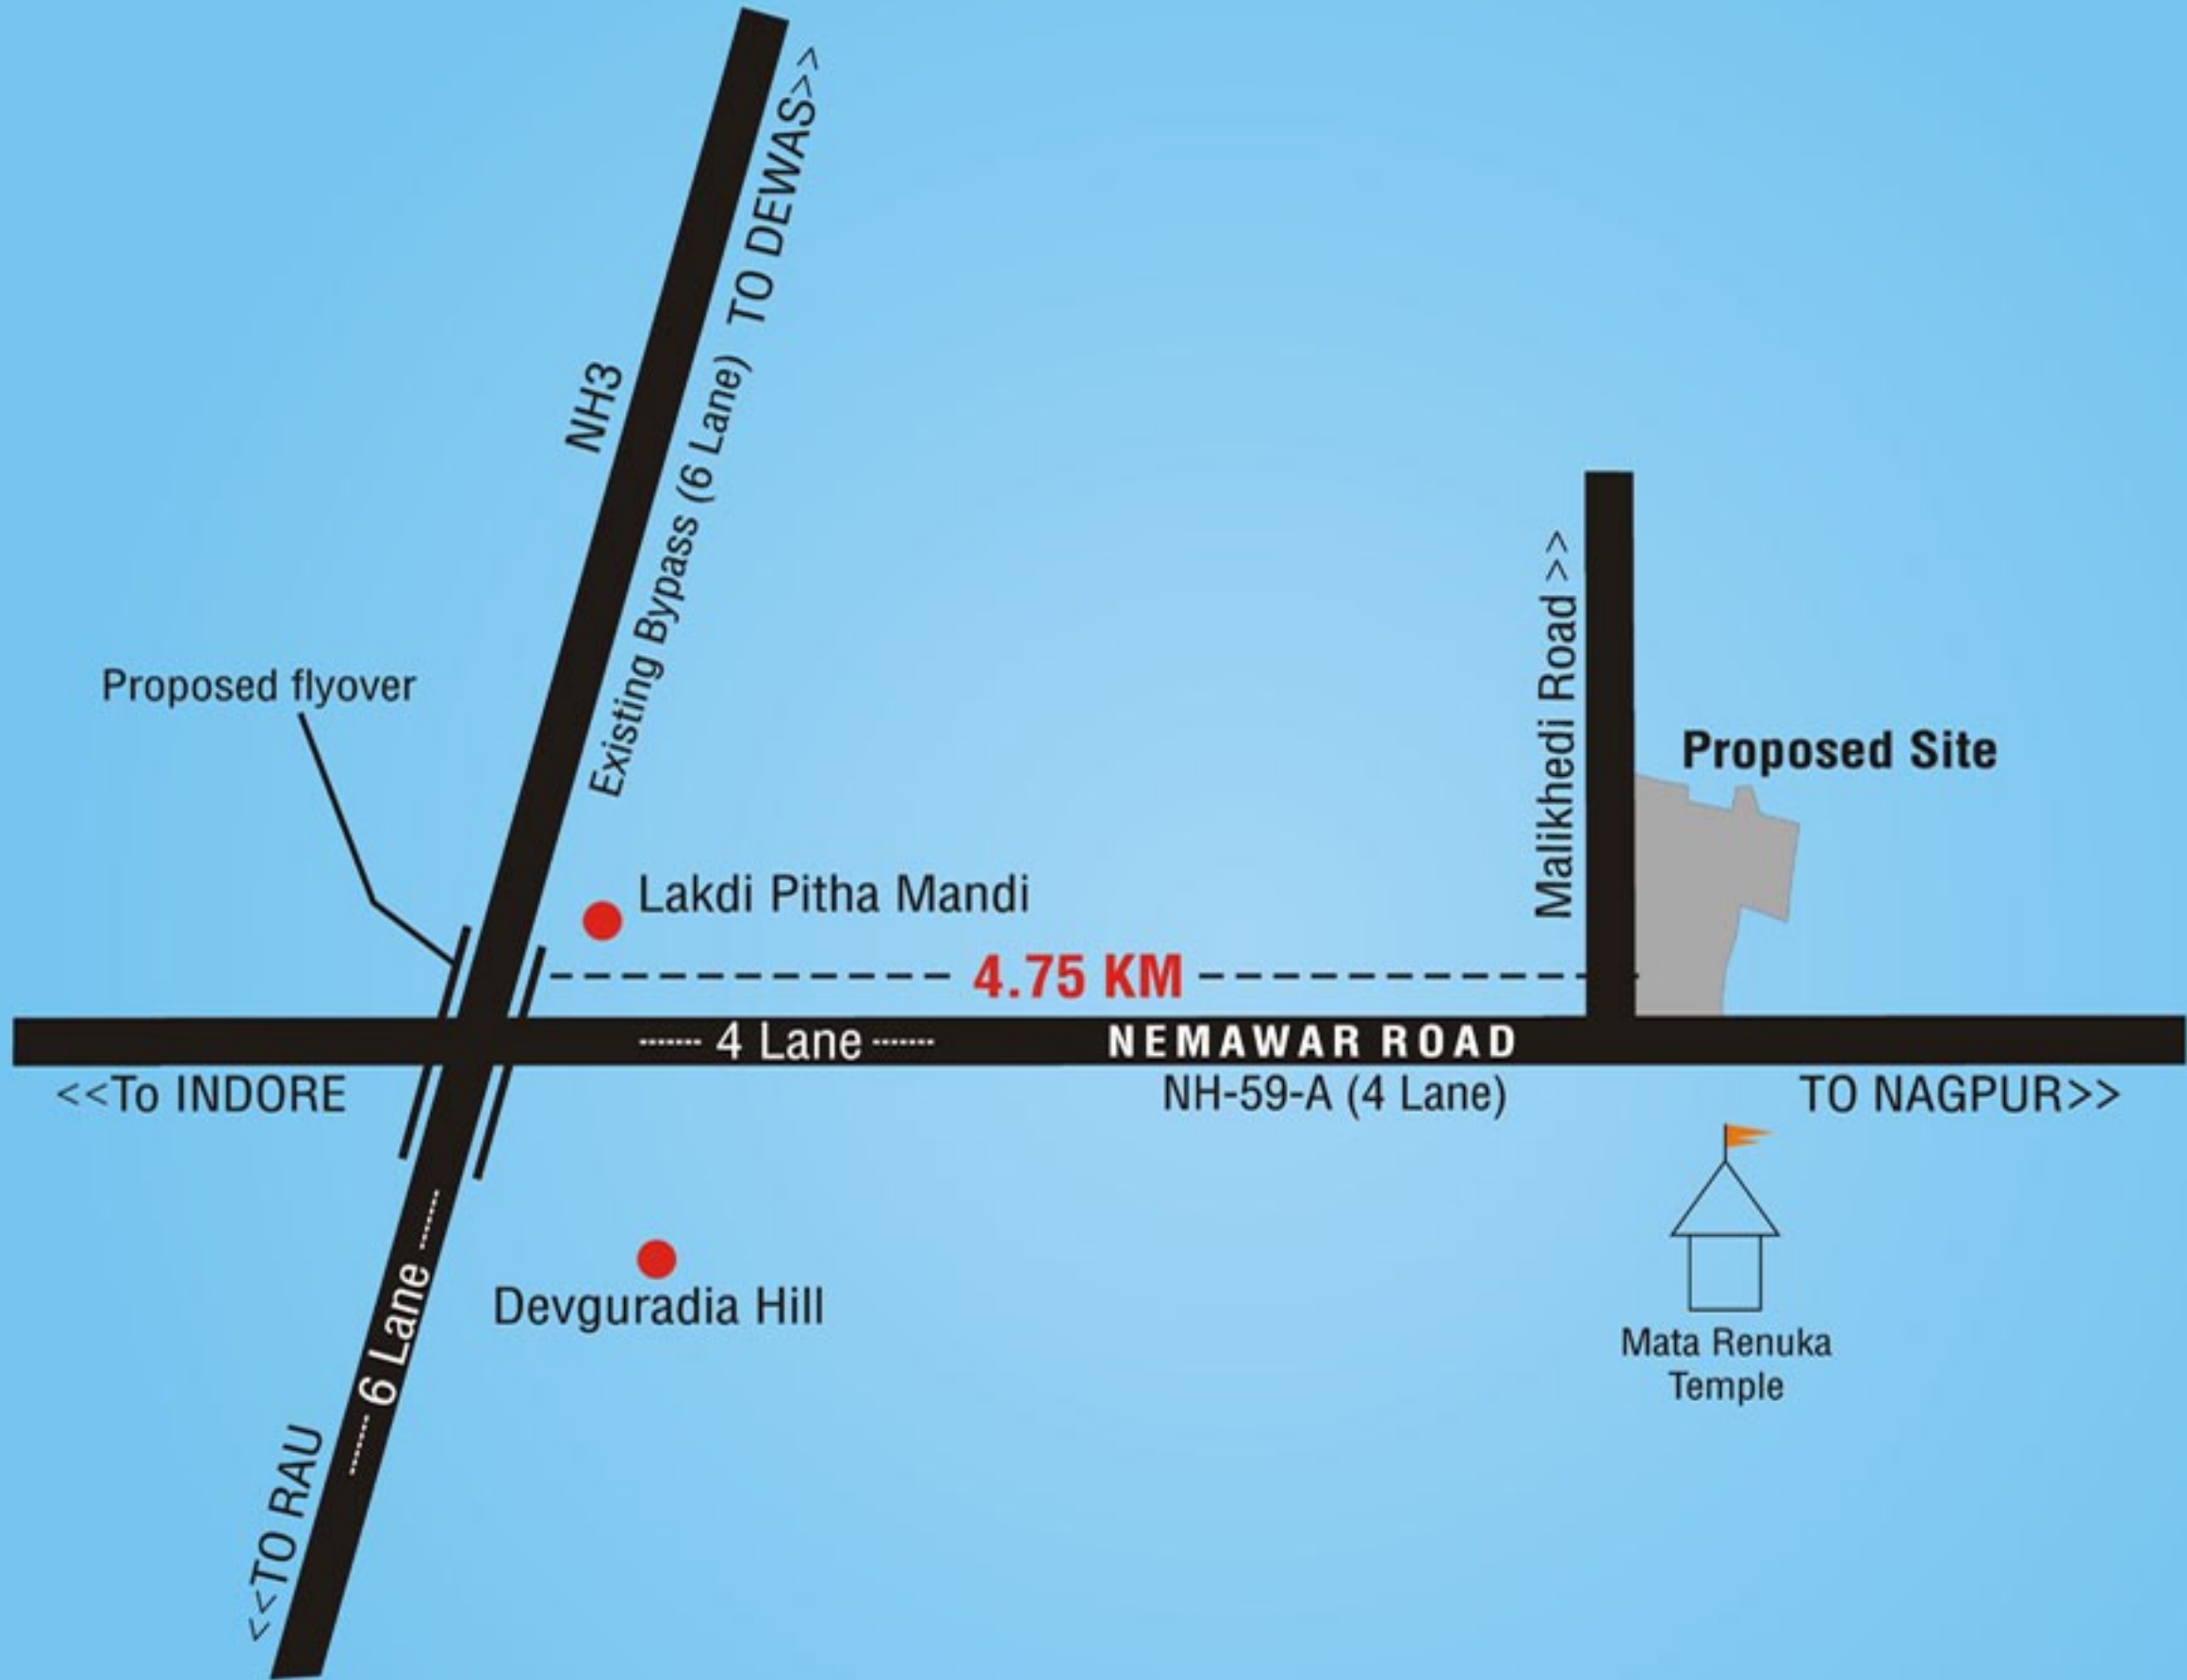 TO DEWAS>>
NH3
Existing Bypass (6 Lane)
Malikhedi Road >>
Proposed flyover
Proposed Site
Lakdi Pitha Mandi
4.75 KM
4 Lane
NEMAWAR ROAD
<<To INDORE
NH-59-A (4 Lane)
TO NAGPUR>>
6 Lane
Devguradia Hill
Mata Renuka
Temple
<<TO RAU